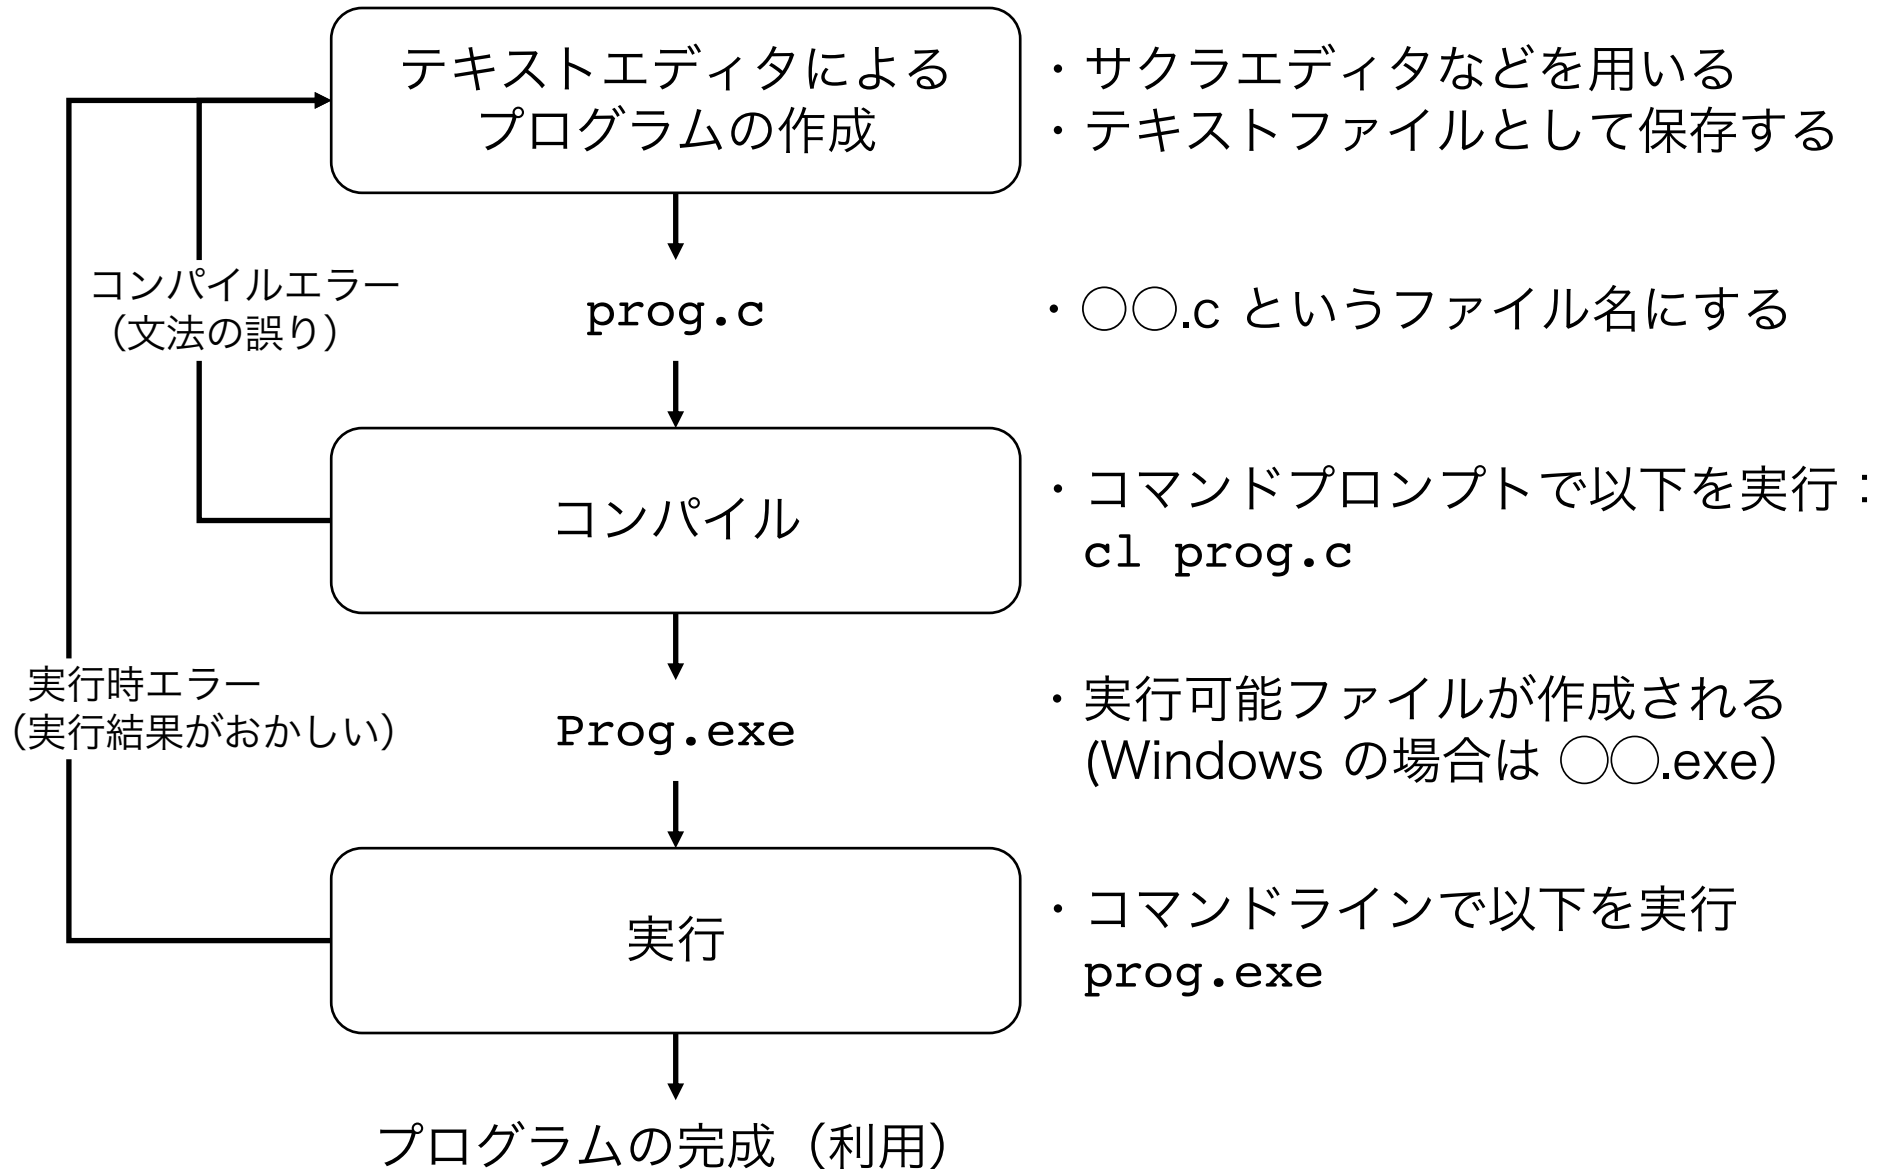 テキストエディタによる
プログラムの作成
・サクラエディタなどを用いる
・テキストファイルとして保存する
コンパイルエラー
（文法の誤り）
prog.c
・◯◯.c というファイル名にする
コンパイル
・コマンドプロンプトで以下を実行：
cl prog.c
実行時エラー
（実行結果がおかしい）
Prog.exe
・実行可能ファイルが作成される
(Windows の場合は ◯◯.exe）
実行
・コマンドラインで以下を実行
prog.exe
プログラムの完成（利用）